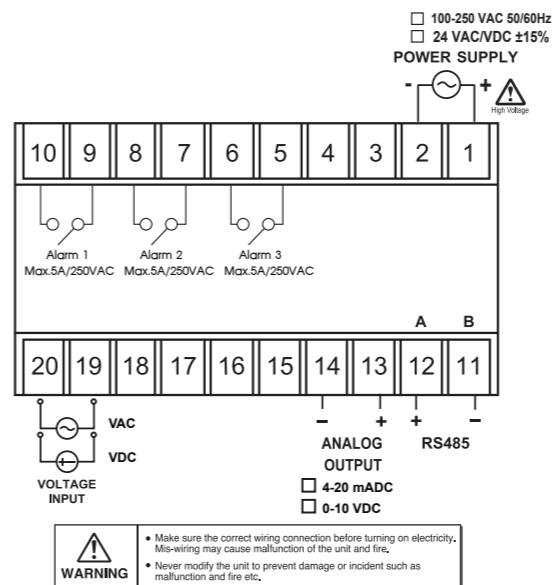 ☐ 100-250 VAC 50/60Hz
☐ 24 VAC/VDC ±15%
POWER SUPPLY
- +
High Voltage
10 9 8 7 6 5 4 3 2 1
Alarm 1 Alarm 2 Alarm 3
Max.5A/250VAC Max.5A/250VAC Max.5A/250VAC
A B
20 19 18 17 16 15 14 13 12 11
− + + −
VAC
VDC
VOLTAGE
INPUT
ANALOG
OUTPUT
RS485
☐ 4-20 mADC
☐ 0-10 VDC
WARNING
• Make sure the correct wiring connection before turning on electricity.
Mis-wiring may cause malfunction of the unit and fire.
• Never modify the unit to prevent damage or incident such as
malfunction and fire etc.